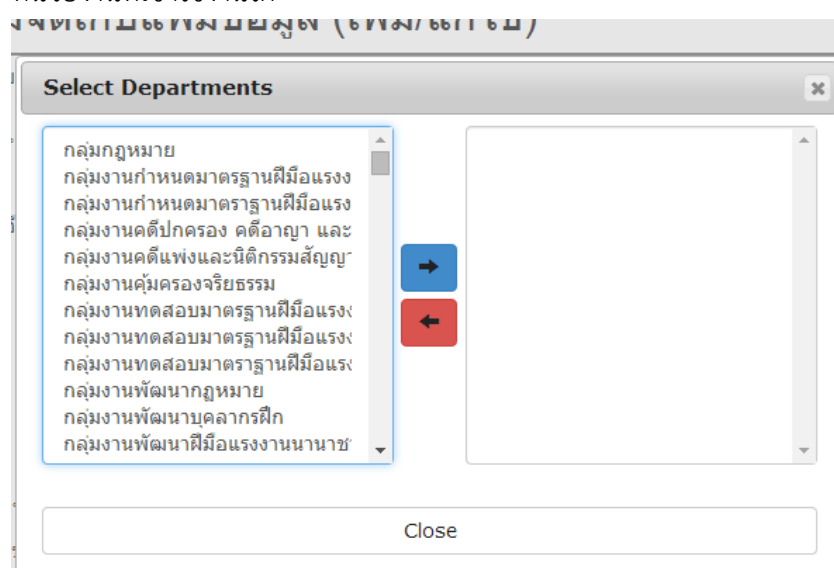 Select Departments
กลุ่มกฎหมาย
กลุ่มงานกำหนดมาตรฐานฝีมือแรงง
กลุ่มงานกำหนดมาตราฐานฝีมือแรง
กลุ่มงานคดีปกครอง คดีอาญา และ
กลุ่มงานคดีแพ่งและนิติกรรมสัญญา
กลุ่มงานคุ้มครองจริยธรรม
กลุ่มงานทดสอบมาตรฐานฝีมือแรงง
กลุ่มงานทดสอบมาตรฐานฝีมือแรงง
กลุ่มงานทดสอบมาตราฐานฝีมือแรง
กลุ่มงานพัฒนากฎหมาย
กลุ่มงานพัฒนาบุคลากรฝึก
กลุ่มงานพัฒนาฝีมือแรงงานนานาช
Close